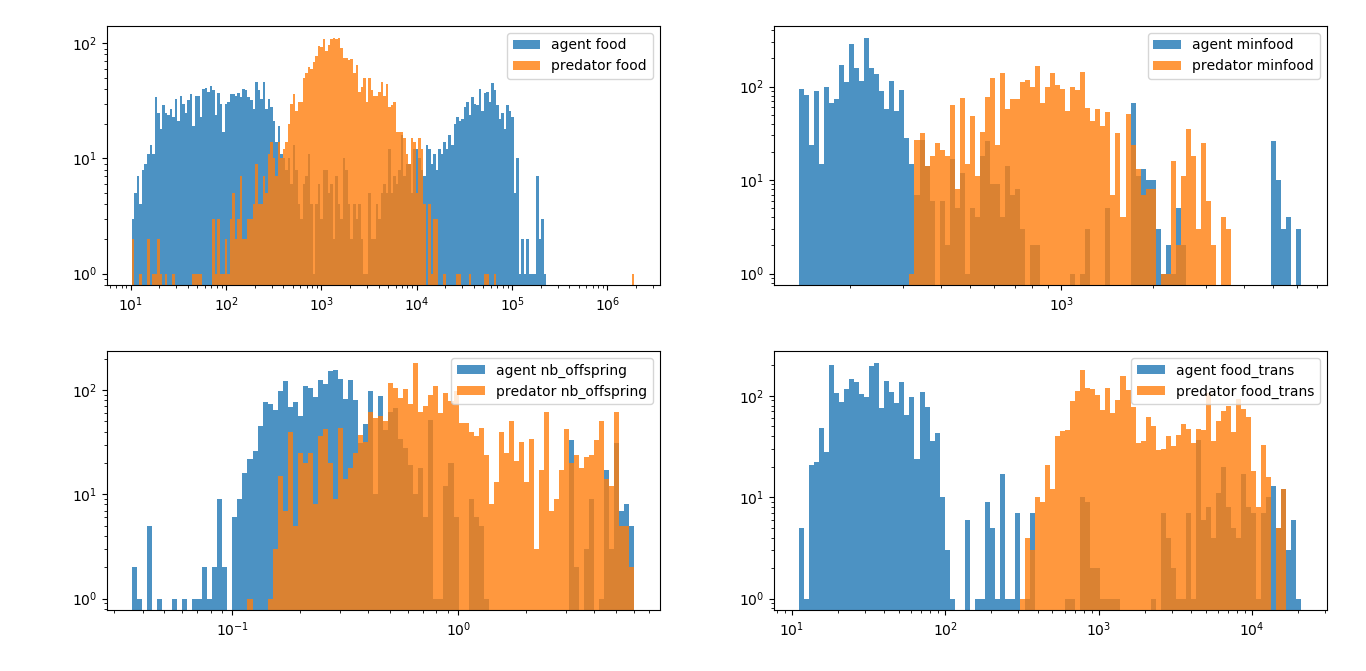 agent food
predator food
10²
10¹
10⁰
10¹ 10² 10³ 10⁴ 10⁵ 10⁶
agent minfood
predator minfood
10²
10¹
10⁰
10³
agent nb_offspring
predator nb_offspring
10²
10¹
10⁰
10⁻¹ 10⁰
agent food_trans
predator food_trans
10²
10¹
10⁰
10¹ 10² 10³ 10⁴